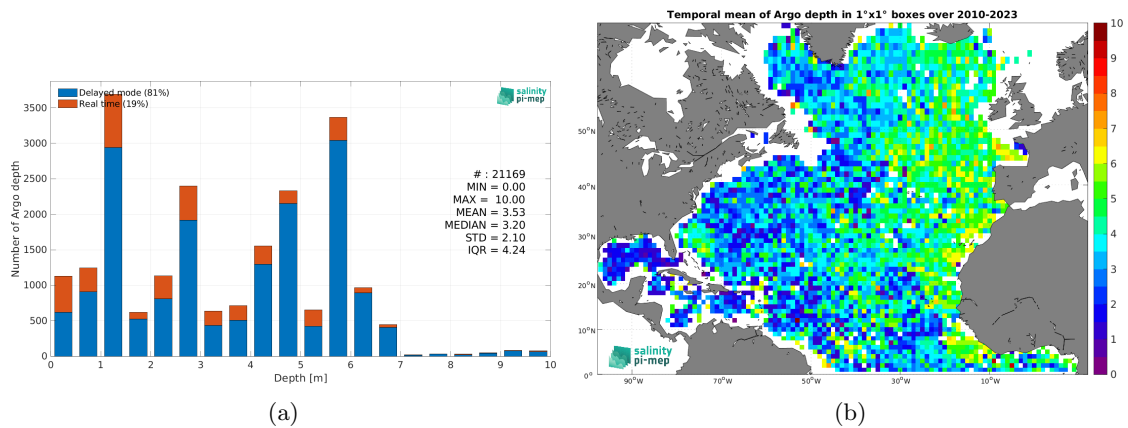 Delayed mode (81%)
Real time (19%)
salinity
pi-mep
# : 21169
MIN = 0.00
MAX = 10.00
MEAN = 3.53
MEDIAN = 3.20
STD = 2.10
IQR = 4.24
Number of Argo depth
3500
3000
2500
2000
1500
1000
500
0
0 1 2 3 4 5 6 7 8 9 10
Depth [m]
(a)
Temporal mean of Argo depth in 1°x1° boxes over 2010-2023
50°N
40°N
30°N
20°N
10°N
0°
90°W 70°W 50°W 30°W 10°W
salinity
pi-mep
10
9
8
7
6
5
4
3
2
1
0
(b)